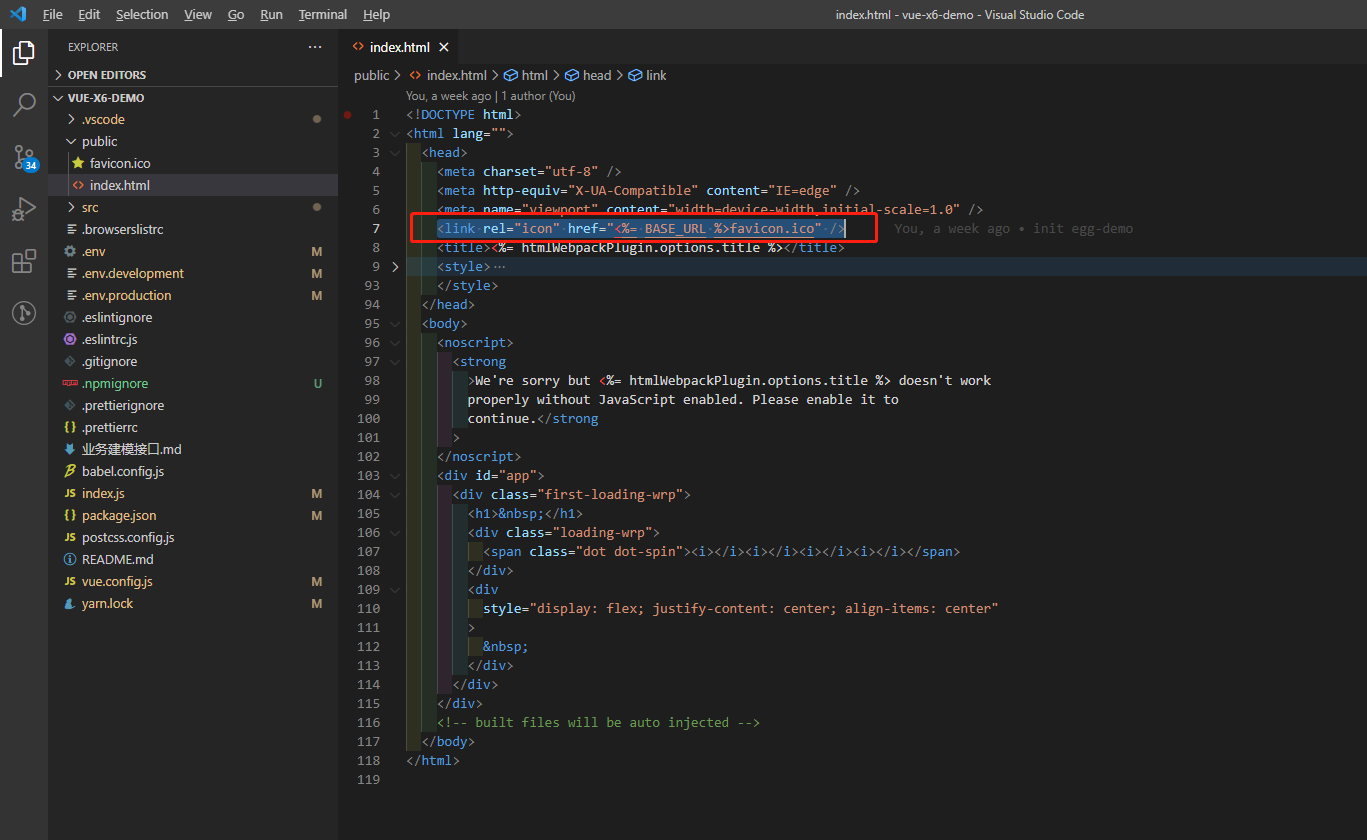 File Edit Selection View Go Run Terminal Help
index.html - vue-x6-demo - Visual Studio Code
EXPLORER ···
OPEN EDITORS
VUE-X6-DEMO
.vscode
public
favicon.ico
index.html
src
.browserslistrc
.env M
.env.development M
.env.production M
.eslintignore
.eslintrc.js
.gitignore
.npmignore U
.prettierignore
.prettierrc
业务建模接口.md
babel.config.js
JS index.js M
{} package.json M
JS postcss.config.js
README.md
JS vue.config.js M
yarn.lock M
34
index.html
public > index.html > html > head > link
You, a week ago | 1 author (You)
1 <!DOCTYPE html>
2 <html lang="">
3 <head>
4 <meta charset="utf-8" />
5 <meta http-equiv="X-UA-Compatible" content="IE=edge" />
6 <meta name="viewport" content="width=device-width,initial-scale=1.0" />
7 <link rel="icon" href="<%= BASE_URL %>favicon.ico" /> You, a week ago • init egg-demo
8 <title><%= htmlWebpackPlugin.options.title %></title>
9 <style>···
93 </style>
94 </head>
95 <body>
96 <noscript>
97 <strong
98 >We're sorry but <%= htmlWebpackPlugin.options.title %> doesn't work
99 properly without JavaScript enabled. Please enable it to
100 continue.</strong
101 >
102 </noscript>
103 <div id="app">
104 <div class="first-loading-wrp">
105 <h1>&nbsp;</h1>
106 <div class="loading-wrp">
107 <span class="dot dot-spin"><i></i><i></i><i></i><i></i></span>
108 </div>
109 <div
110 style="display: flex; justify-content: center; align-items: center"
111 >
112 &nbsp;
113 </div>
114 </div>
115 </div>
116 <!-- built files will be auto injected -->
117 </body>
118 </html>
119